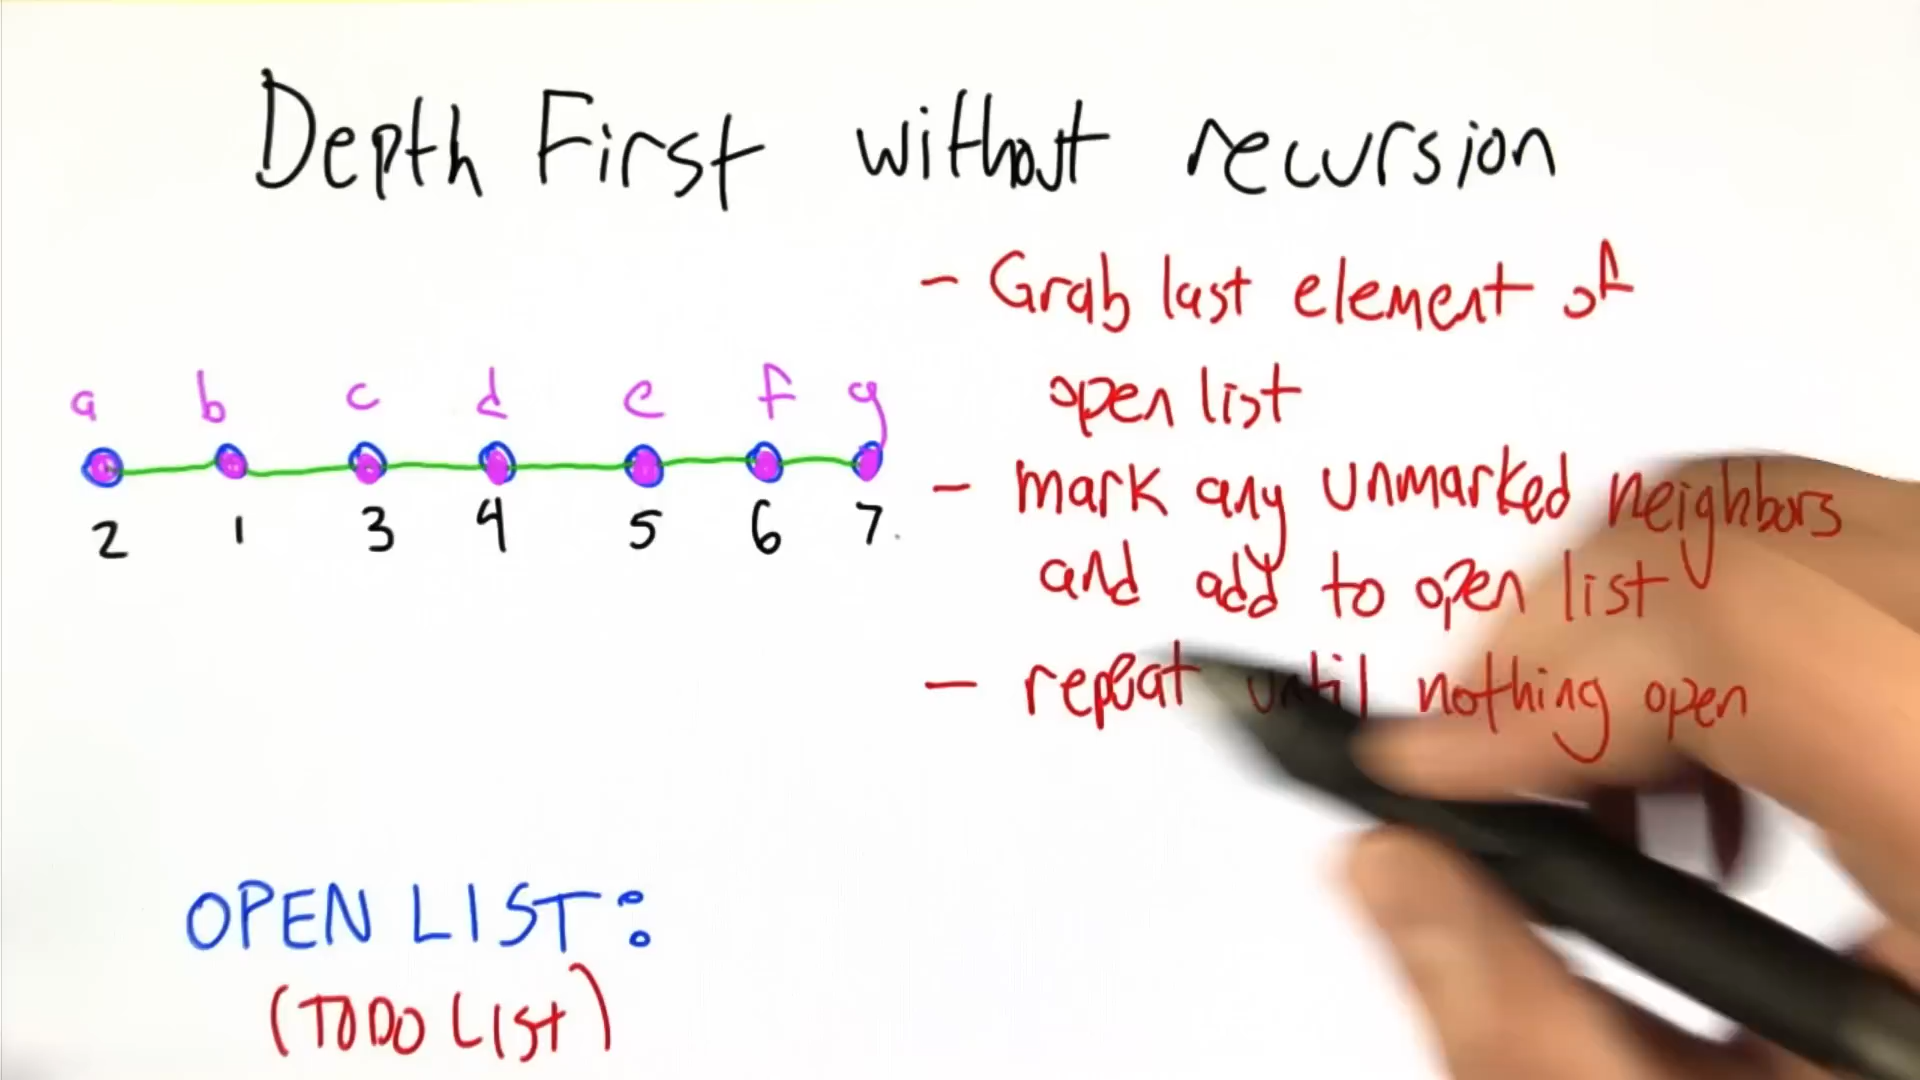 Depth First without recursion
- Grab last element of
open list
a b c d e f g
2 1 3 4 5 6 7
- mark any unmarked neighbors
and add to open list
- repeat until nothing open
OPEN LIST:
(TODO LIST)